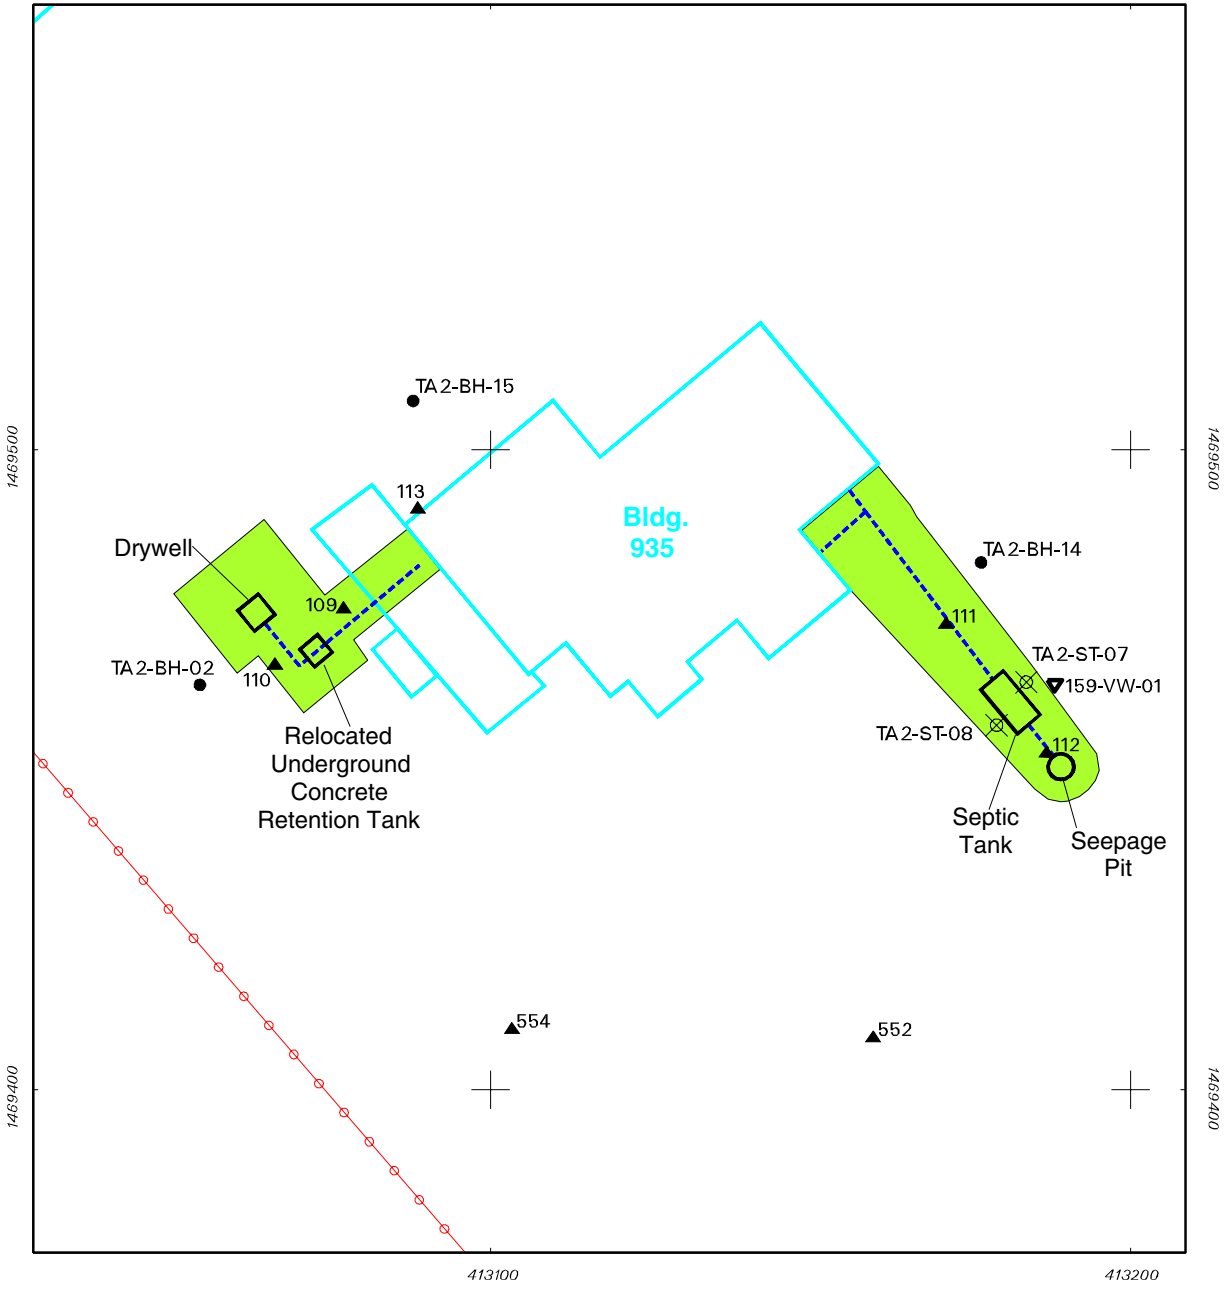 TA2-BH-15
1469500
1469500
113
Bldg.
935
Drywell
TA2-BH-14
109
111
TA2-ST-07
TA2-BH-02
110
159-VW-01
TA2-ST-08
112
Relocated
Underground
Concrete
Retention Tank
Septic
Tank
Seepage
Pit
554
552
1469400
1469400
413100
413200